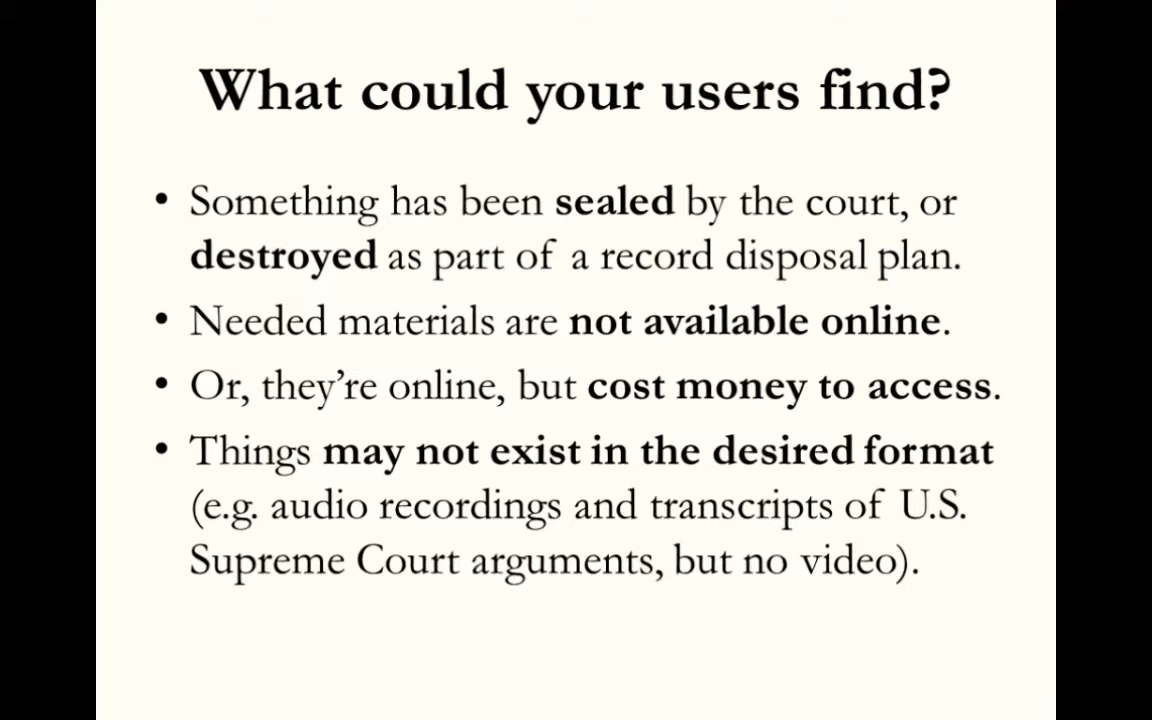 What could your users find?
• Something has been sealed by the court, or
destroyed as part of a record disposal plan.
• Needed materials are not available online.
• Or, they’re online, but cost money to access.
• Things may not exist in the desired format
(e.g. audio recordings and transcripts of U.S.
Supreme Court arguments, but no video).